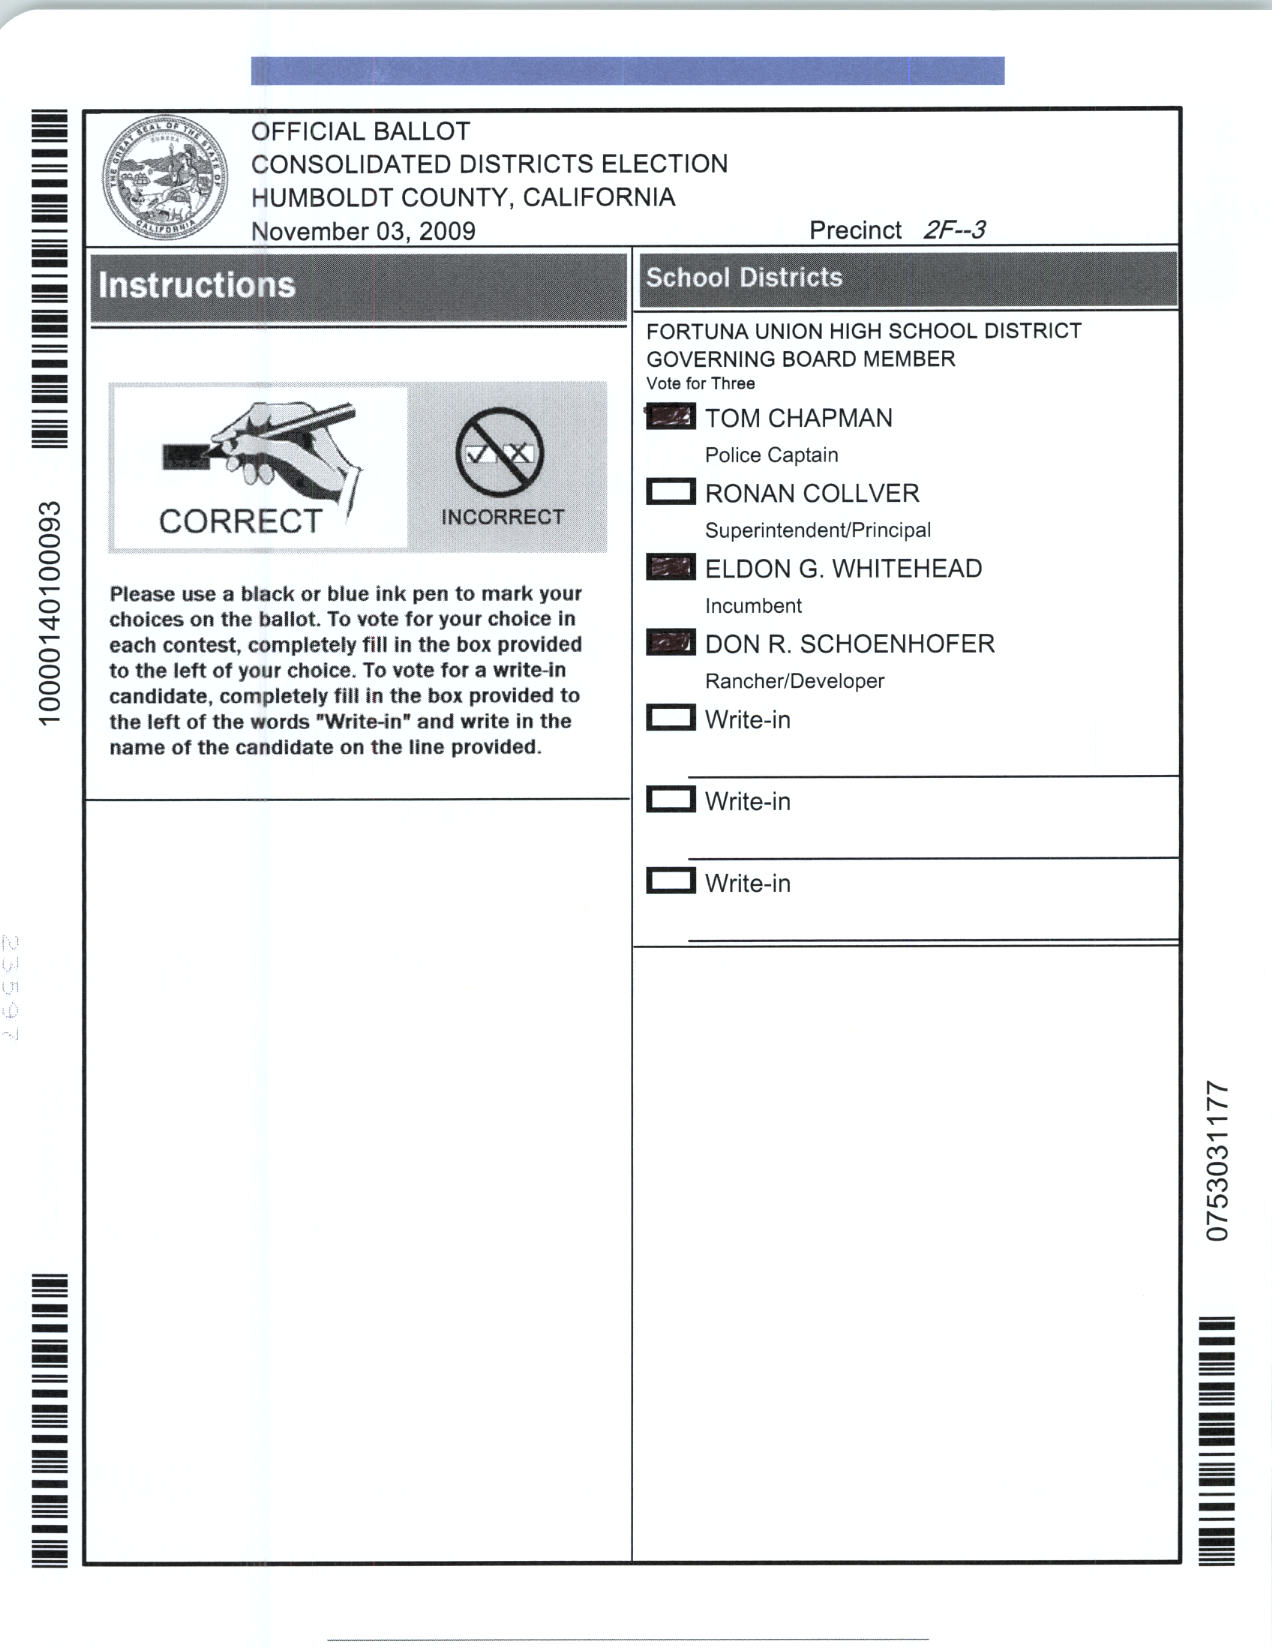 OFFICIAL BALLOT
CONSOLIDATED DISTRICTS ELECTION
HUMBOLDT COUNTY, CALIFORNIA
November 03, 2009
Precinct 2F--3
THE GREAT SEAL OF THE STATE OF CALIFORNIA
EUREKA
Instructions
CORRECT
INCORRECT
Please use a black or blue ink pen to mark your
choices on the ballot. To vote for your choice in
each contest, completely fill in the box provided
to the left of your choice. To vote for a write-in
candidate, completely fill in the box provided to
the left of the words "Write-in" and write in the
name of the candidate on the line provided.
School Districts
FORTUNA UNION HIGH SCHOOL DISTRICT
GOVERNING BOARD MEMBER
Vote for Three
TOM CHAPMAN
Police Captain
RONAN COLLVER
Superintendent/Principal
ELDON G. WHITEHEAD
Incumbent
DON R. SCHOENHOFER
Rancher/Developer
Write-in
Write-in
Write-in
10000140100093
23597
0753031177